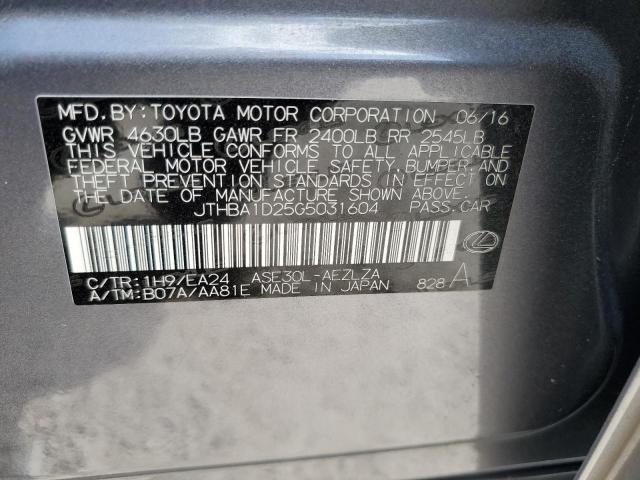 MFD. BY: TOYOTA MOTOR CORPORATION 06/16
GVWR 4630LB GAWR FR 2400LB RR 2545LB
THIS VEHICLE CONFORMS TO ALL APPLICABLE
FEDERAL MOTOR VEHICLE SAFETY, BUMPER, AND
THEFT PREVENTION STANDARDS IN EFFECT ON
THE DATE OF MANUFACTURE SHOWN ABOVE.
JTHBA1D25G5031604 PASS. CAR
C/TR: 1H9/EA24 ASE30L-AEZLZA
A/TM: B07A/AA81E MADE IN JAPAN 828 A